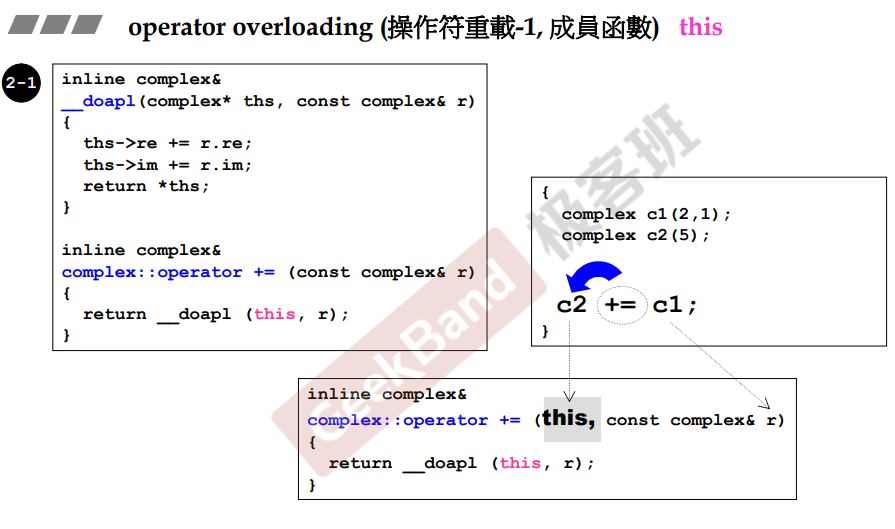 operator overloading (操作符重載-1, 成員函數) this
2-1
inline complex&
__doapl(complex* ths, const complex& r)
{
  ths->re += r.re;
  ths->im += r.im;
  return *ths;
}
inline complex&
complex::operator += (const complex& r)
{
  return __doapl (this, r);
}
{
  complex c1(2,1);
  complex c2(5);
c2 += c1;
}
inline complex&
complex::operator += (this, const complex& r)
{
  return __doapl (this, r);
}
GeekBand 极客班